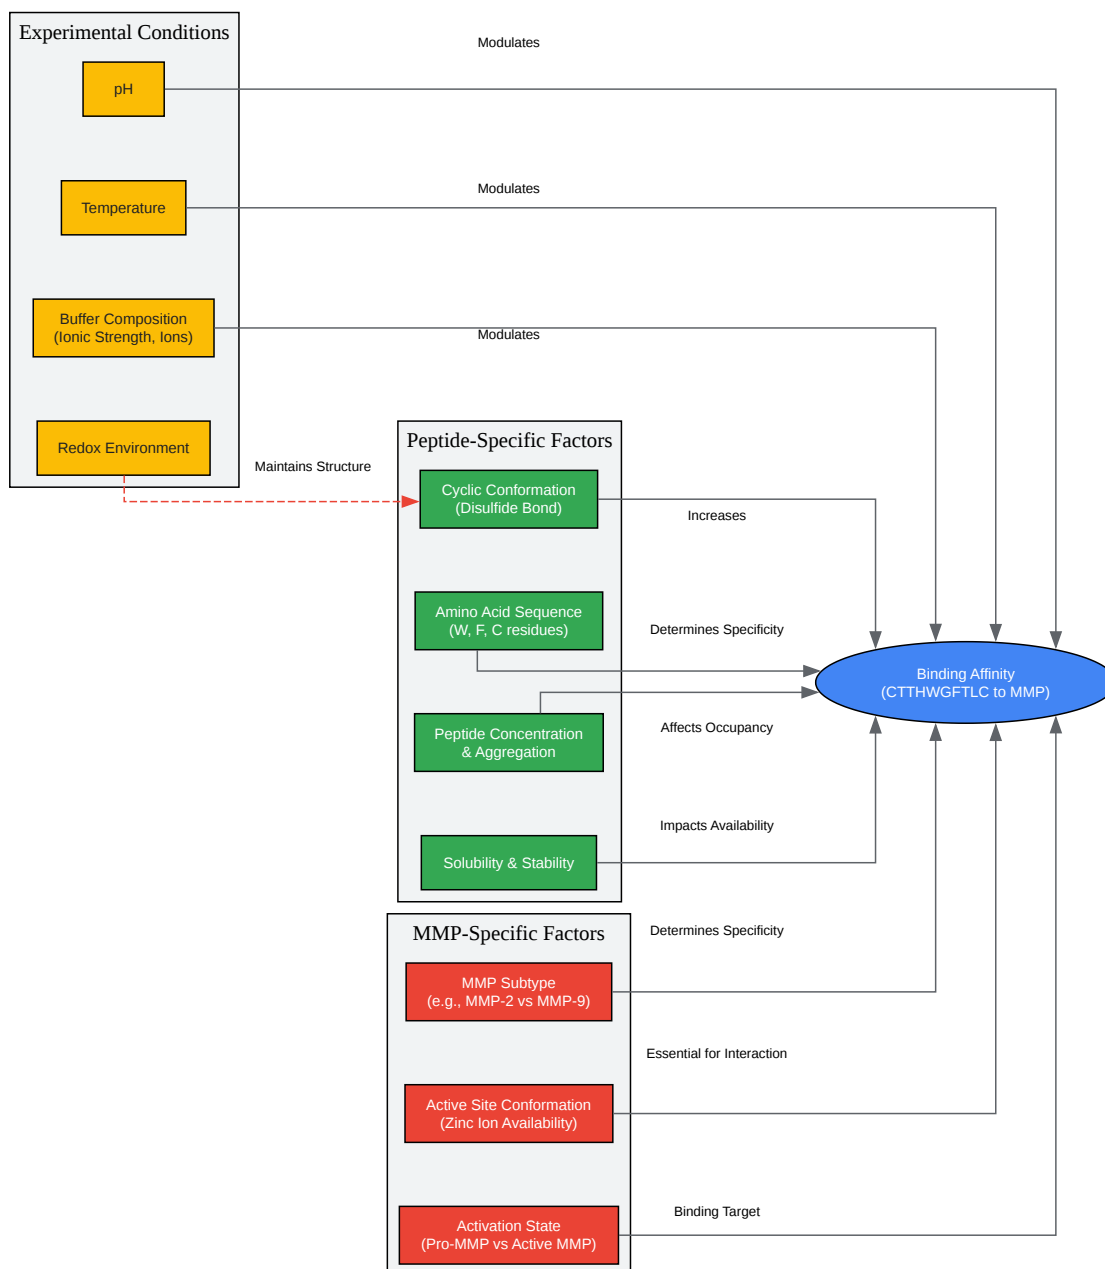 Experimental Conditions
pH
Modulates
Temperature
Modulates
Buffer Composition
(Ionic Strength, Ions)
Modulates
Redox Environment
Maintains Structure
Peptide-Specific Factors
Cyclic Conformation
(Disulfide Bond)
Increases
Amino Acid Sequence
(W, F, C residues)
Determines Specificity
Peptide Concentration
& Aggregation
Affects Occupancy
Solubility & Stability
Impacts Availability
Binding Affinity
(CTTHWGFTLC to MMP)
MMP-Specific Factors
MMP Subtype
(e.g., MMP-2 vs MMP-9)
Determines Specificity
Active Site Conformation
(Zinc Ion Availability)
Essential for Interaction
Activation State
(Pro-MMP vs Active MMP)
Binding Target